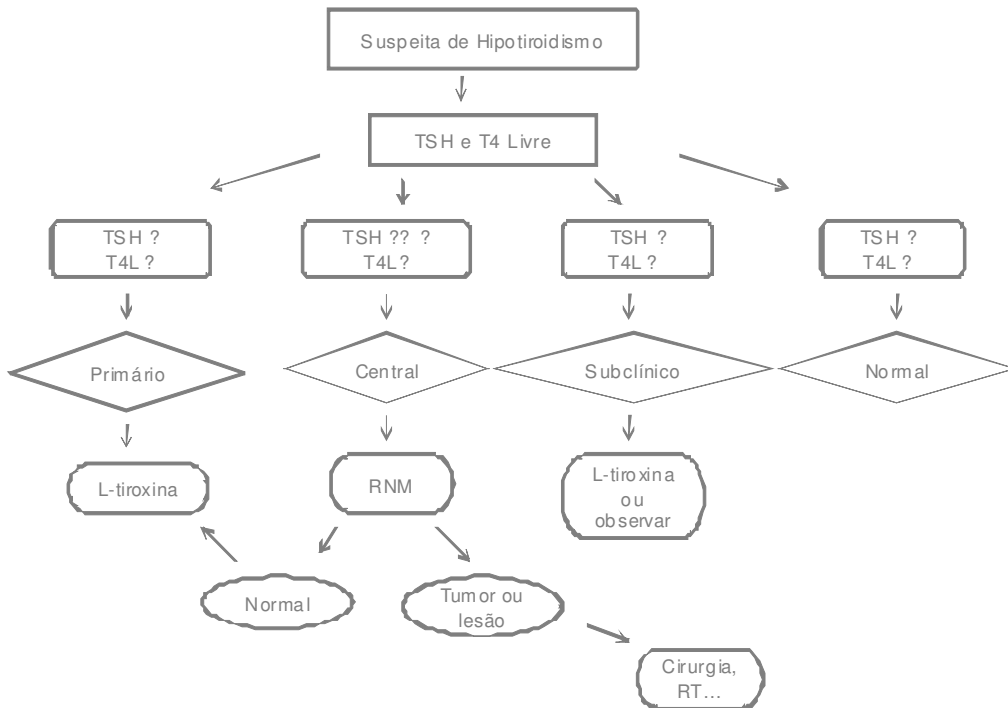 Suspeita de Hipotiroidismo
TSH e T4 Livre
TSH ?
T4L ?
TSH ?? ?
T4L?
TSH ?
T4L ?
TSH ?
T4L ?
Primário
Central
Subclínico
Normal
L-tiroxina
RNM
L-tiroxina
ou
observar
Normal
Tumor ou
lesão
Cirurgia,
RT...